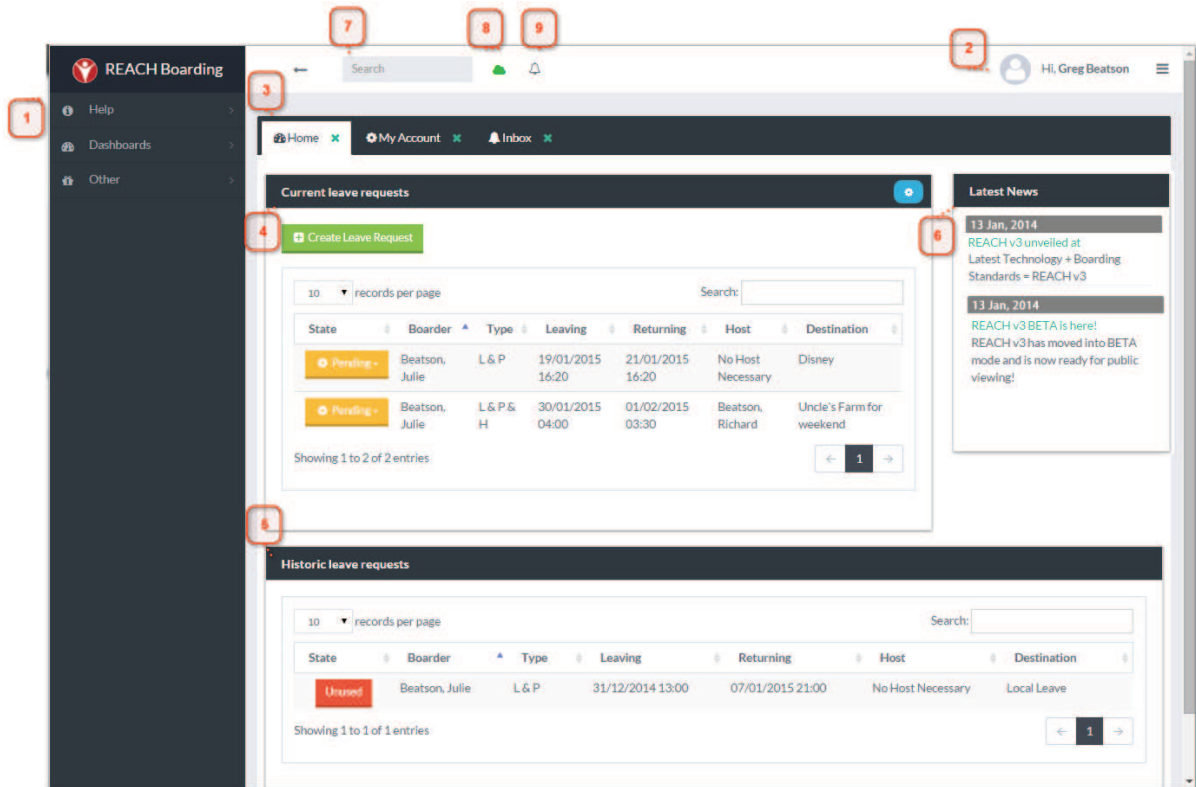 7
8
9
2
REACH Boarding
Search
Hi, Greg Beatson
3
1
Help
Dashboards
Other
Home
My Account
Inbox
Current leave requests
Latest News
4
6
Create Leave Request
13 Jan, 2014
REACH v3 unveiled at
Latest Technology + Boarding
Standards = REACH v3
13 Jan, 2014
REACH v3 BETA is here!
REACH v3 has moved into BETA
mode and is now ready for public
viewing!
10 records per page Search:
State Boarder Type Leaving Returning Host Destination
Pending Beatson, L & P 19/01/2015 21/01/2015 No Host Disney
Julie 16:20 16:20 Necessary
Pending Beatson, L & P & 30/01/2015 01/02/2015 Beatson, Uncle's Farm for
Julie H 04:00 03:30 Richard weekend
Showing 1 to 2 of 2 entries ← 1 →
5
Historic leave requests
10 records per page Search:
State Boarder Type Leaving Returning Host Destination
Unused Beatson, Julie L & P 31/12/2014 13:00 07/01/2015 21:00 No Host Necessary Local Leave
Showing 1 to 1 of 1 entries ← 1 →